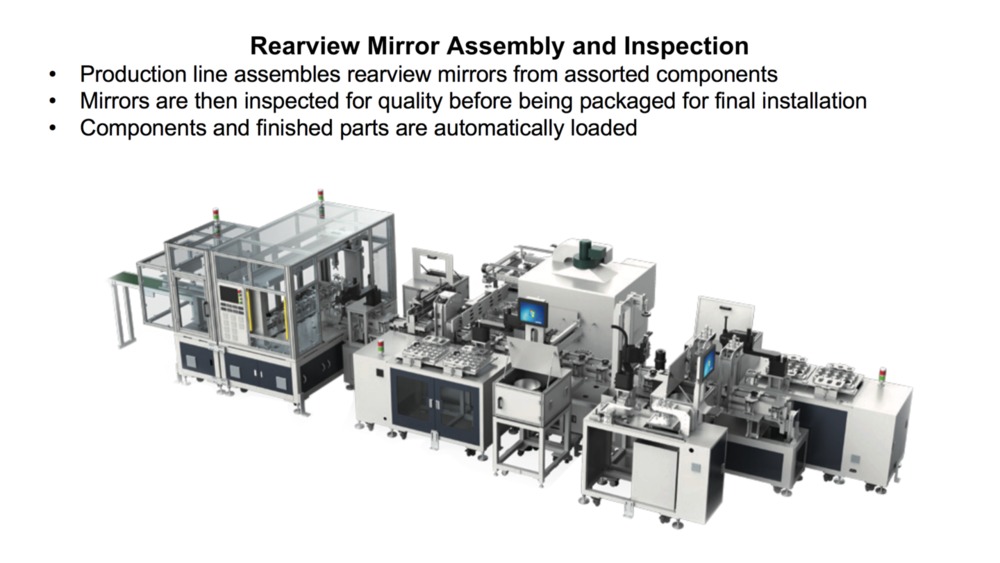 Rearview Mirror Assembly and Inspection
• Production line assembles rearview mirrors from assorted components
• Mirrors are then inspected for quality before being packaged for final installation
• Components and finished parts are automatically loaded